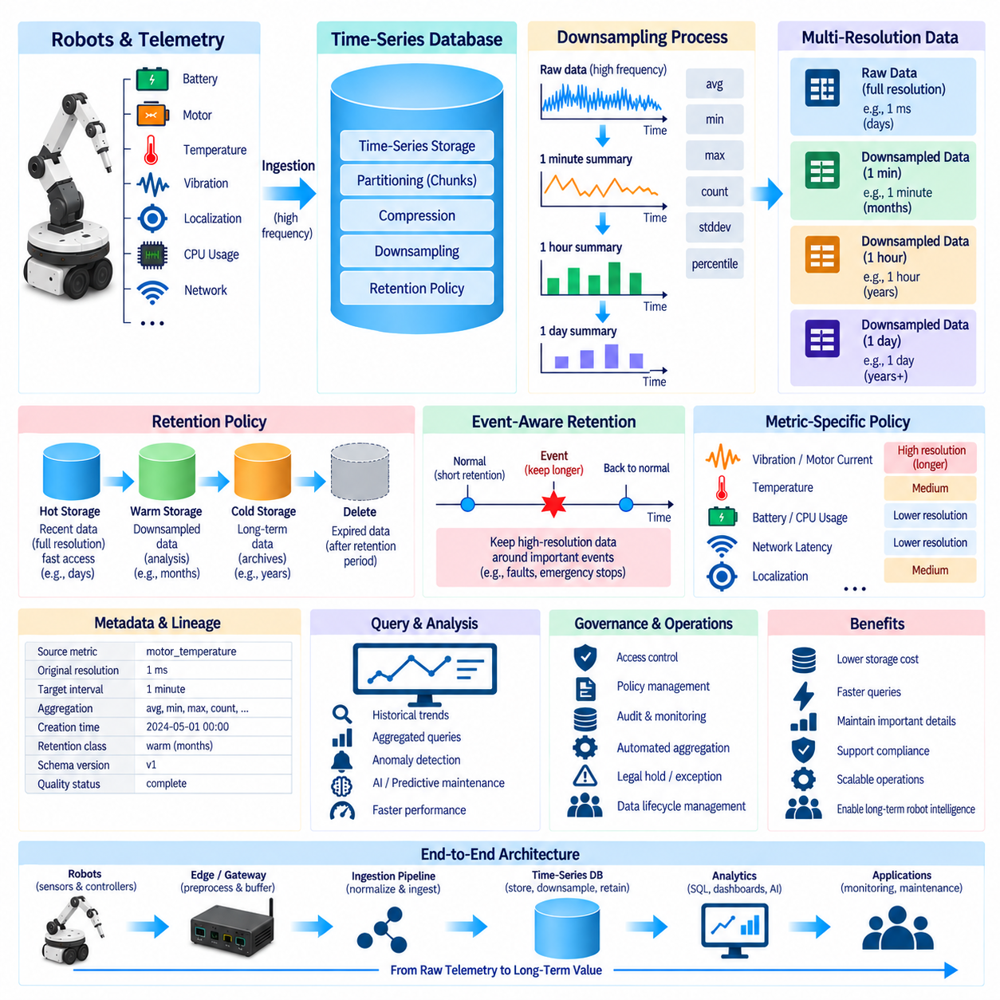 Robots & Telemetry
Battery
Motor
Temperature
Vibration
Localization
CPU Usage
Network
...
Ingestion
(high
frequency)
Time-Series Database
Time-Series Storage
Partitioning (Chunks)
Compression
Downsampling
Retention Policy
Downsampling Process
Raw data (high frequency)
Time
1 minute summary
Time
1 hour summary
Time
1 day summary
Time
avg
min
max
count
stddev
percentile
Multi-Resolution Data
Raw Data
(full resolution)
e.g., 1 ms
(days)
Downsampled Data
(1 min)
e.g., 1 minute
(months)
Downsampled Data
(1 hour)
e.g., 1 hour
(years)
Downsampled Data
(1 day)
e.g., 1 day
(years+)
Retention Policy
Hot Storage
Recent data
(full resolution)
fast access
(e.g., days)
Warm Storage
Downsampled
data
(analysis)
(e.g., months)
Cold Storage
Long-term
data
(archives)
(e.g., years)
Delete
Expired data
(after retention
period)
Event-Aware Retention
Normal
(short retention)
Event
(keep longer)
Back to normal
Time
Keep high-resolution data
around important events
(e.g., faults, emergency stops)
Metric-Specific Policy
Vibration / Motor Current
High resolution
(longer)
Temperature
Medium
Battery / CPU Usage
Lower resolution
Network Latency
Lower resolution
Localization
Medium
...
Metadata & Lineage
Source metric motor_temperature
Original resolution 1 ms
Target interval 1 minute
Aggregation avg, min, max, count, ...
Creation time 2024-05-01 00:00
Retention class warm (months)
Schema version v1
Quality status complete
Query & Analysis
Historical trends
Aggregated queries
Anomaly detection
AI / Predictive maintenance
Faster performance
Governance & Operations
Access control
Policy management
Audit & monitoring
Automated aggregation
Legal hold / exception
Data lifecycle management
Benefits
Lower storage cost
Faster queries
Maintain important details
Support compliance
Scalable operations
Enable long-term robot intelligence
End-to-End Architecture
Robots
(sensors & controllers)
Edge / Gateway
(preprocess & buffer)
Ingestion Pipeline
(normalize & ingest)
Time-Series DB
(store, downsample, retain)
Analytics
(SQL, dashboards, AI)
Applications
(monitoring, maintenance)
From Raw Telemetry to Long-Term Value